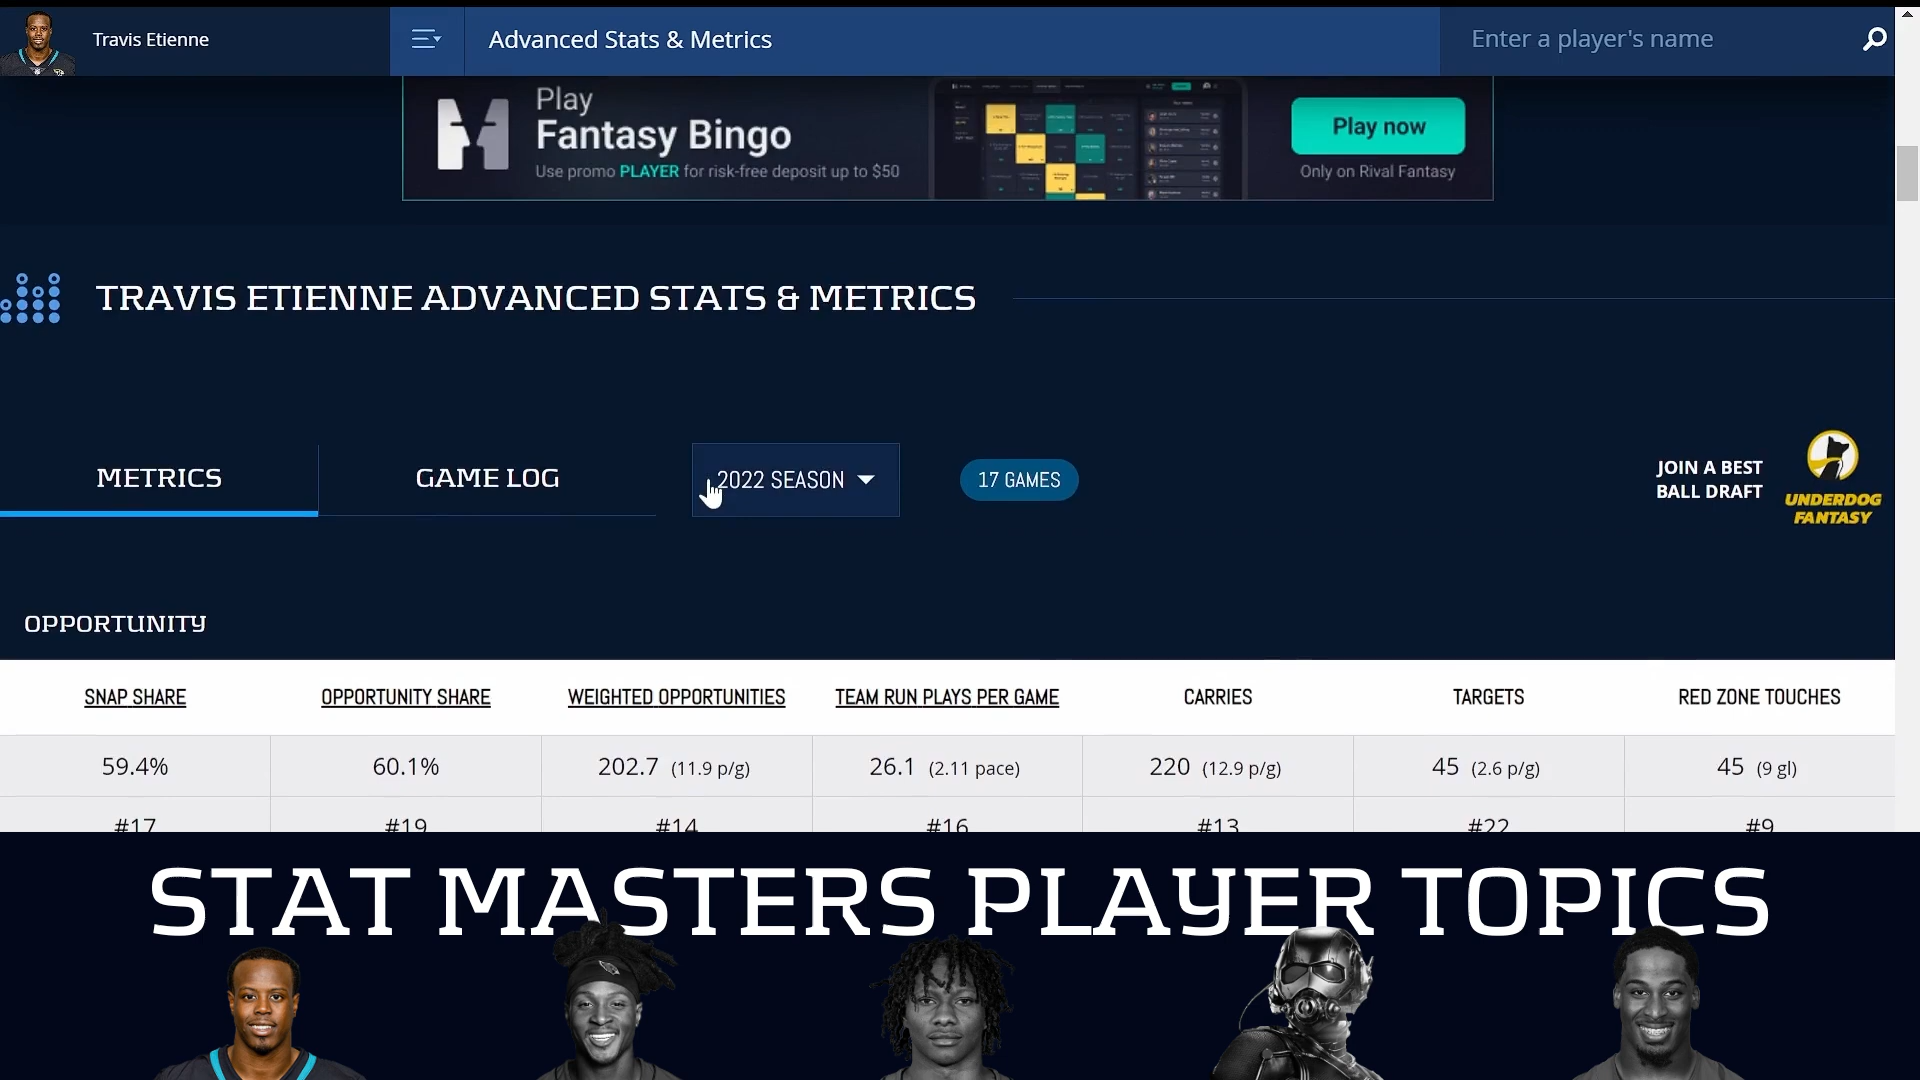 Travis Etienne
Advanced Stats & Metrics
Enter a player's name
Play
Fantasy Bingo
Use promo PLAYER for risk-free deposit up to $50
Play now
Only on Rival Fantasy
TRAVIS ETIENNE ADVANCED STATS & METRICS
METRICS
GAME LOG
2022 SEASON
17 GAMES
JOIN A BEST
BALL DRAFT
UNDERDOG
FANTASY
OPPORTUNITY
SNAP SHARE OPPORTUNITY SHARE WEIGHTED OPPORTUNITIES TEAM RUN PLAYS PER GAME CARRIES TARGETS RED ZONE TOUCHES
59.4% 60.1% 202.7 (11.9 p/g) 26.1 (2.11 pace) 220 (12.9 p/g) 45 (2.6 p/g) 45 (9 gl)
#17 #19 #14 #16 #13 #22 #9
STAT MASTERS PLAYER TOPICS